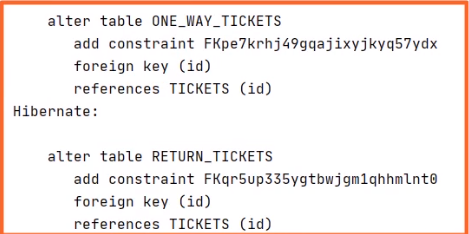 alter table ONE_WAY_TICKETS
add constraint FKpe7krhj49gqajixyjkyq57ydx
foreign key (id)
references TICKETS (id)
Hibernate:
alter table RETURN_TICKETS
add constraint FKqr5up335ygtbwjgm1qhhmlnt0
foreign key (id)
references TICKETS (id)